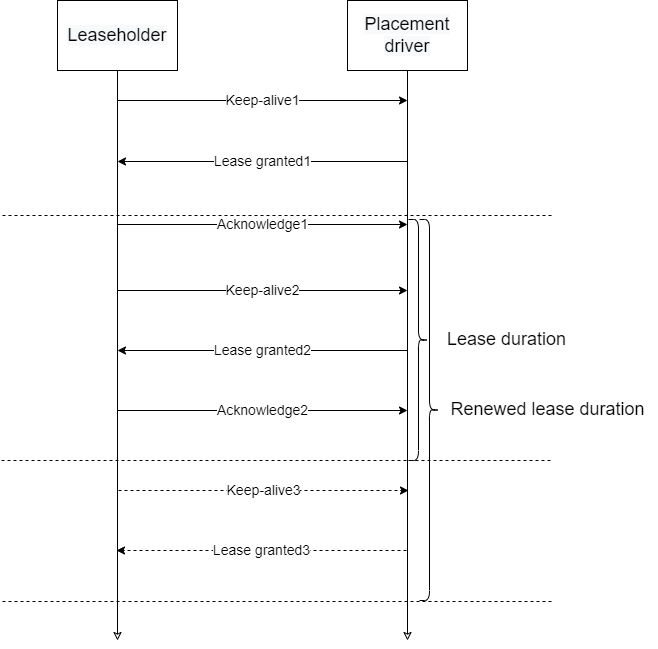 Leaseholder
Placement
driver
Keep-alive1
Lease granted1
Acknowledge1
Keep-alive2
Lease duration
Lease granted2
Acknowledge2
Renewed lease duration
Keep-alive3
Lease granted3